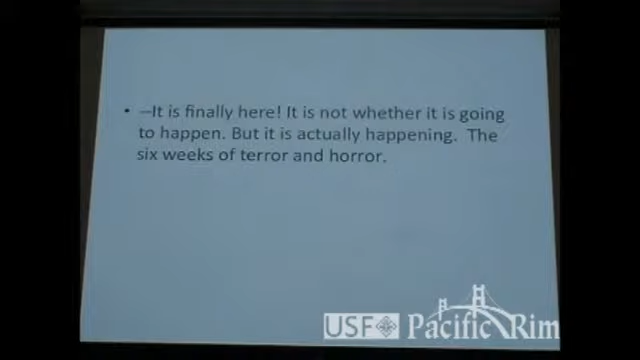 • –It is finally here! It is not whether it is going
to happen. But it is actually happening.  The
six weeks of terror and horror.
USF Pacific Rim